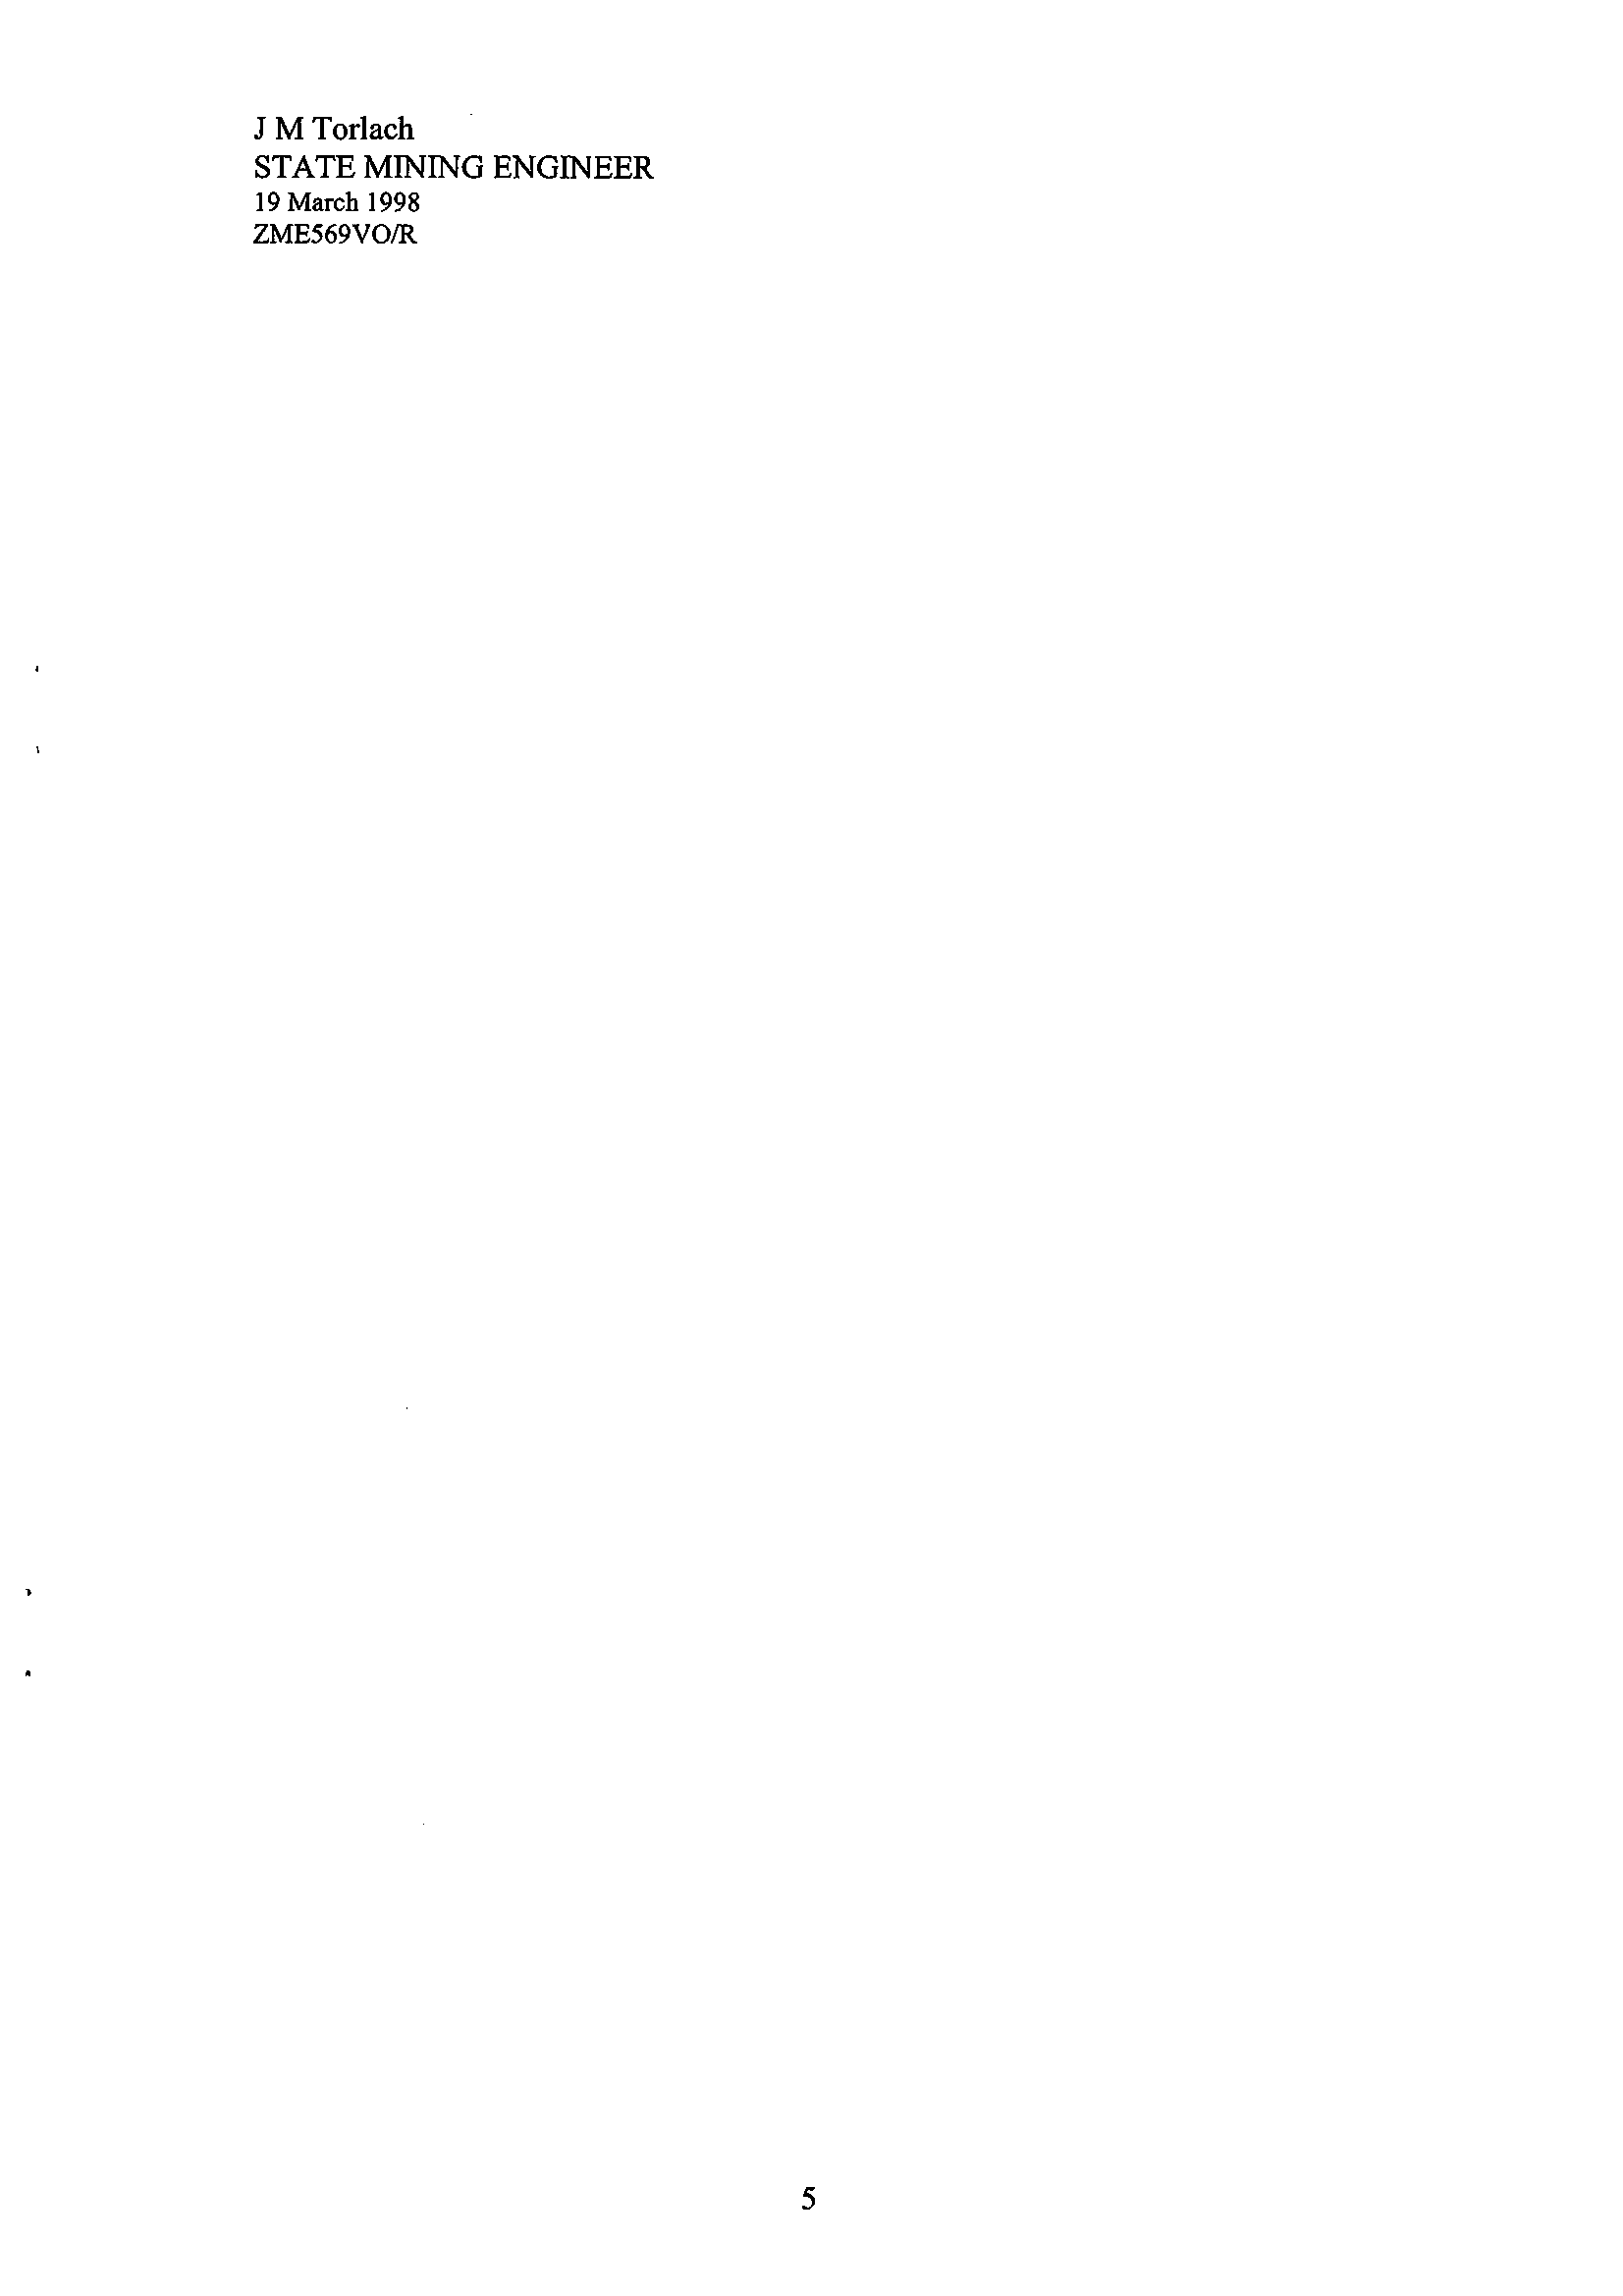 J M Torlach
STATE MINING ENGINEER
19 March 1998
ZME569VO/R
5